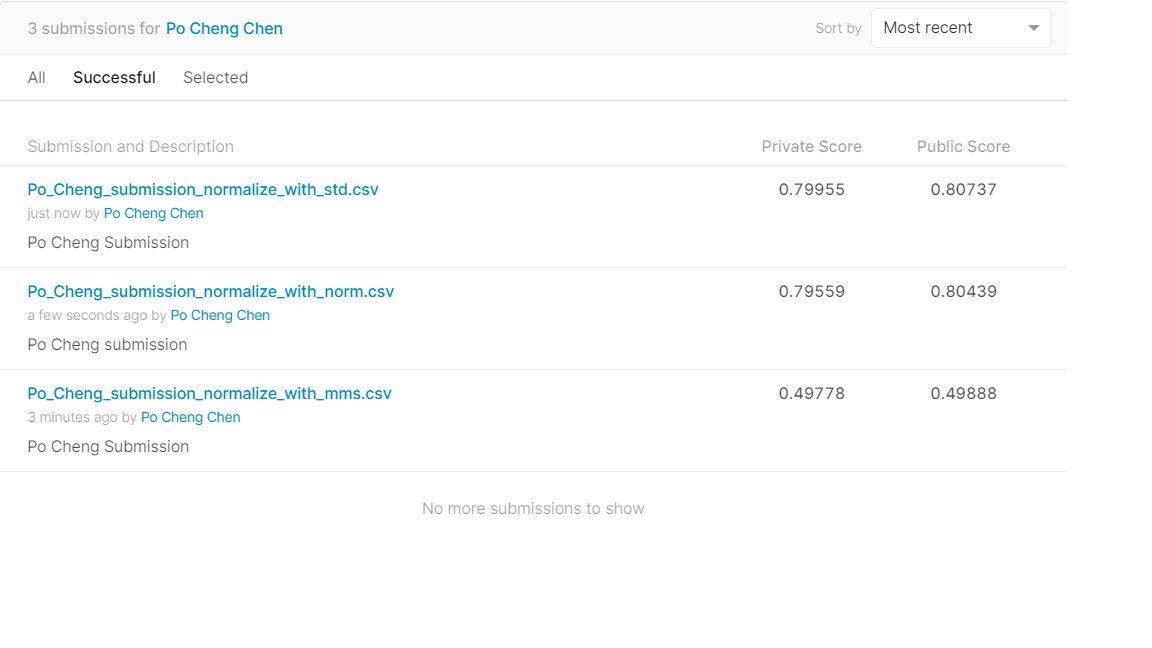 3 submissions for Po Cheng Chen Sort by Most recent
All Successful Selected
Submission and Description Private Score Public Score
Po_Cheng_submission_normalize_with_std.csv 0.79955 0.80737
just now by Po Cheng Chen
Po Cheng Submission
Po_Cheng_submission_normalize_with_norm.csv 0.79559 0.80439
a few seconds ago by Po Cheng Chen
Po Cheng submission
Po_Cheng_submission_normalize_with_mms.csv 0.49778 0.49888
3 minutes ago by Po Cheng Chen
Po Cheng Submission
No more submissions to show